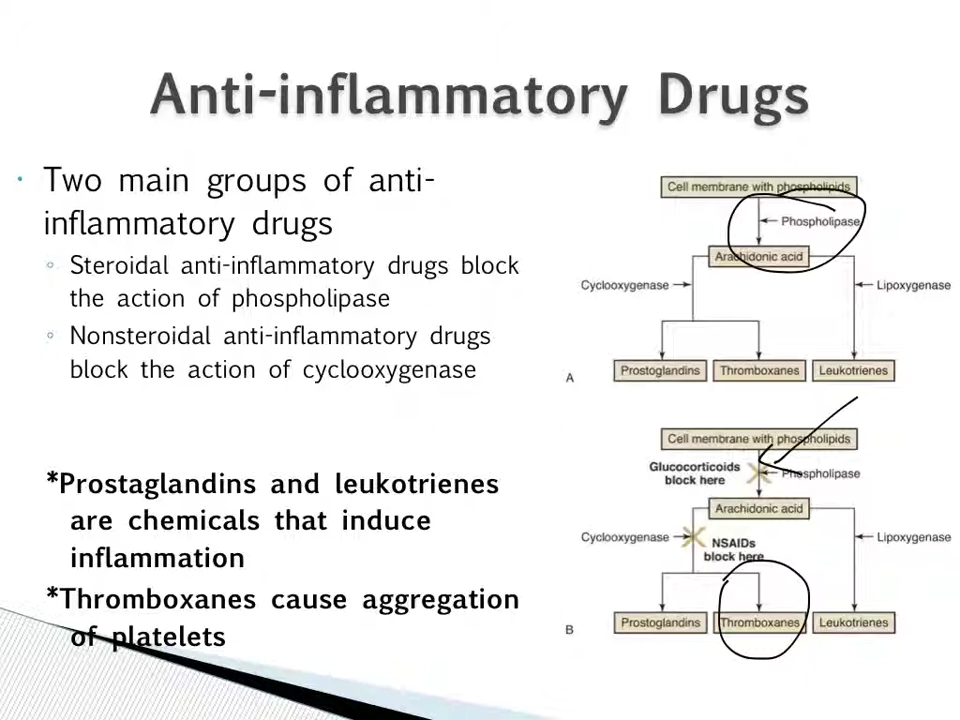 Anti-inflammatory Drugs
Two main groups of anti-
inflammatory drugs
Steroidal anti-inflammatory drugs block
the action of phospholipase
Nonsteroidal anti-inflammatory drugs
block the action of cyclooxygenase
*Prostaglandins and leukotrienes
are chemicals that induce
inflammation
*Thromboxanes cause aggregation
of platelets
Cell membrane with phospholipids
Phospholipase
Arachidonic acid
Cyclooxygenase
Lipoxygenase
Prostoglandins
Thromboxanes
Leukotrienes
A
Cell membrane with phospholipids
Glucocorticoids
block here
Phospholipase
Arachidonic acid
Cyclooxygenase
NSAIDs
block here
Lipoxygenase
Prostoglandins
Thromboxanes
Leukotrienes
B